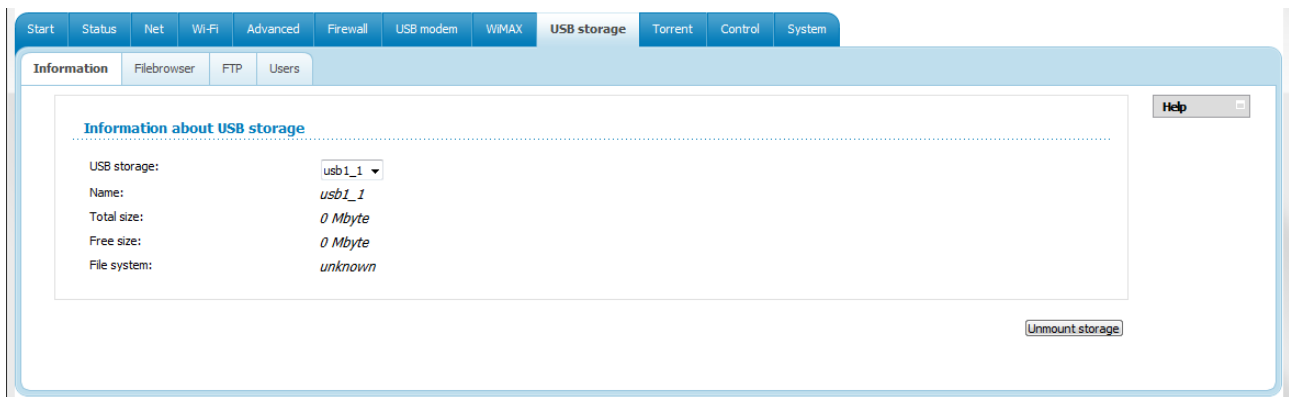 Start Status Net Wi-Fi Advanced Firewall USB modem WiMAX USB storage Torrent Control System
Information Filebrowser FTP Users
Help
Information about USB storage
USB storage: usb1_1
Name: usb1_1
Total size: 0 Mbyte
Free size: 0 Mbyte
File system: unknown
Unmount storage